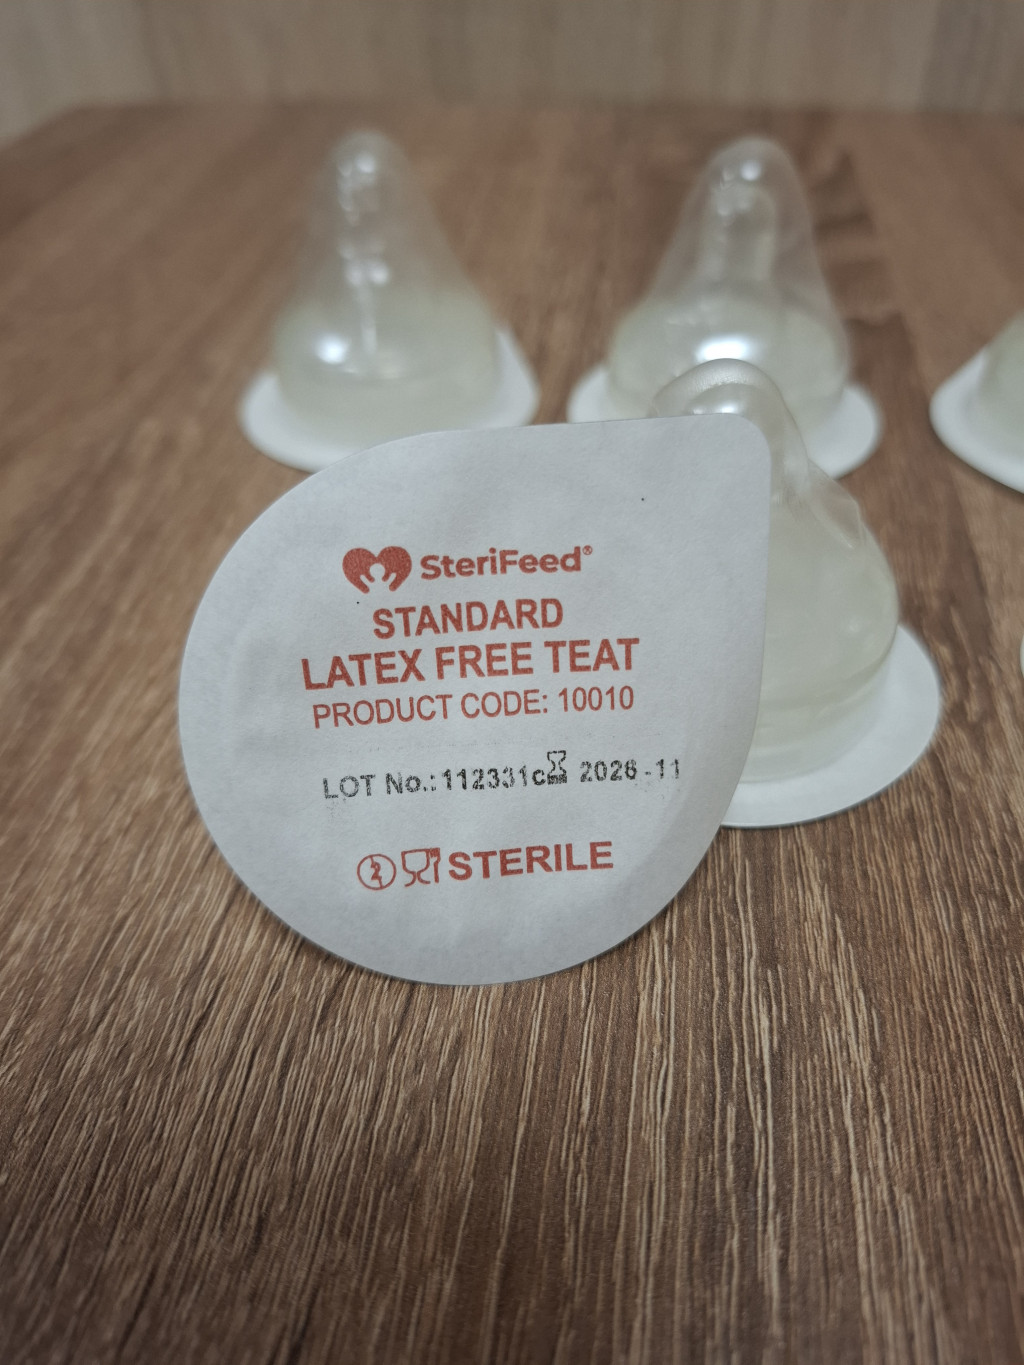 SteriFeed®
STANDARD
LATEX FREE TEAT
PRODUCT CODE: 10010
LOT No.: 112331c 2026-11
STERILE